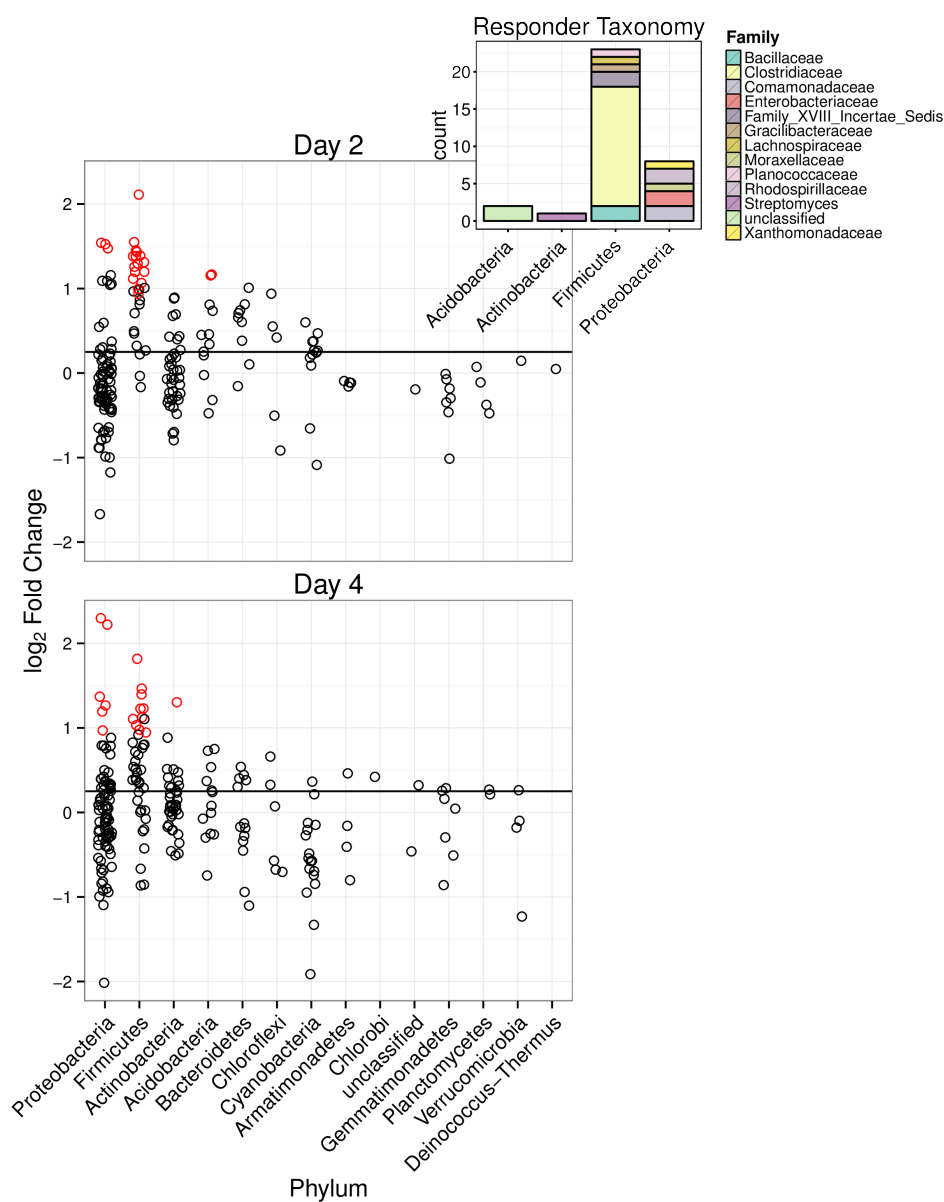 Responder Taxonomy
count
20
15
10
5
0
Acidobacteria
Actinobacteria
Firmicutes
Proteobacteria
Family
Bacillaceae
Clostridiaceae
Comamonadaceae
Enterobacteriaceae
Family_XVIII_Incertae_Sedis
Gracilibacteraceae
Lachnospiraceae
Moraxellaceae
Planococcaceae
Rhodospirillaceae
Streptomyces
unclassified
Xanthomonadaceae
Day 2
2
1
0
−1
−2
log2 Fold Change
Day 4
2
1
0
−1
−2
Proteobacteria
Firmicutes
Actinobacteria
Acidobacteria
Bacteroidetes
Chloroflexi
Cyanobacteria
Armatimonadetes
Chlorobi
unclassified
Gemmatimonadetes
Planctomycetes
Verrucomicrobia
Deinococcus−Thermus
Phylum